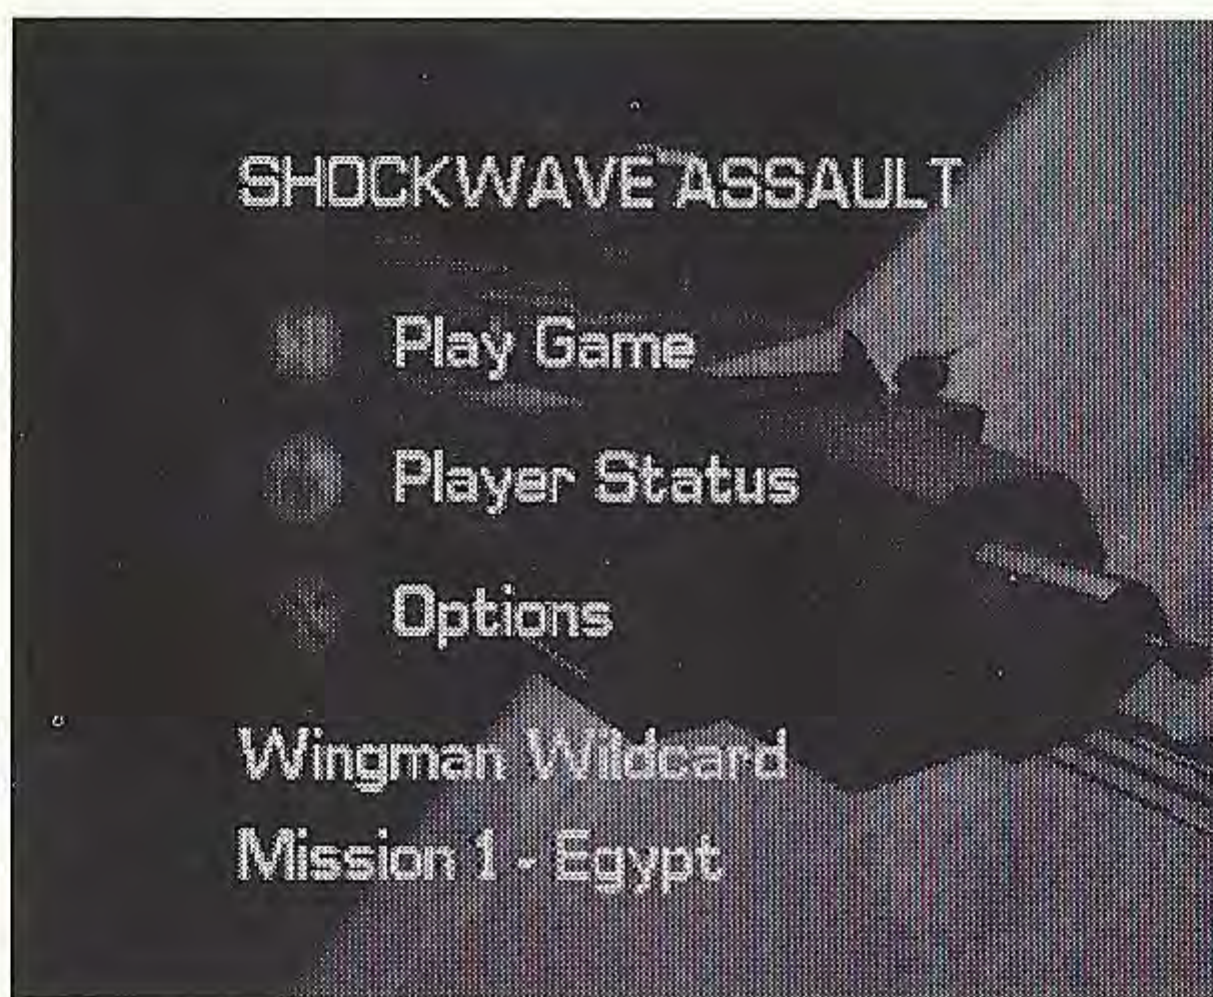 SHOCKWAVE ASSAULT
Play Game
Player Status
Options
Wingman Wildcard
Mission 1 - Egypt